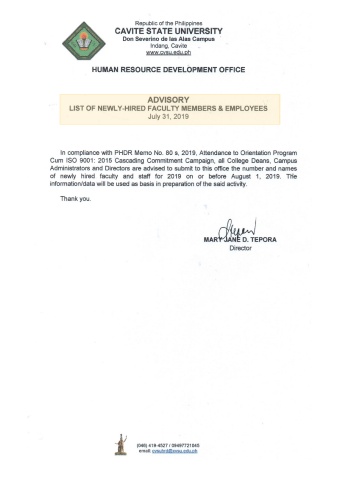 Republic of the Philippines
CAVITE STATE UNIVERSITY
Don Severino de las Alas Campus
Indang, Cavite
www.cvsu.edu.ph
HUMAN RESOURCE DEVELOPMENT OFFICE
ADVISORY
LIST OF NEWLY-HIRED FACULTY MEMBERS & EMPLOYEES
July 31, 2019
In compliance with PHDR Memo No. 80 s, 2019, Attendance to Orientation Program
Cum ISO 9001: 2015 Cascading Commitment Campaign, all College Deans, Campus
Administrators and Directors are advised to submit to this office the number and names
of newly hired faculty and staff for 2019 on or before August 1, 2019. The
information/data will be used as basis in preparation of the said activity.
Thank you.
MARY JANE D. TEPORA
Director
(046) 419-4527 / 09497721045
email: cvsuhrd@cvsu.edu.ph